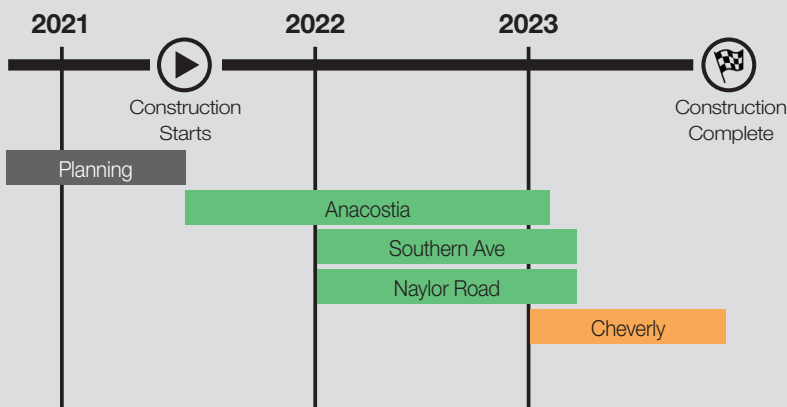 2021
2022
2023
Construction
Starts
Construction
Complete
Planning
Anacostia
Southern Ave
Naylor Road
Cheverly